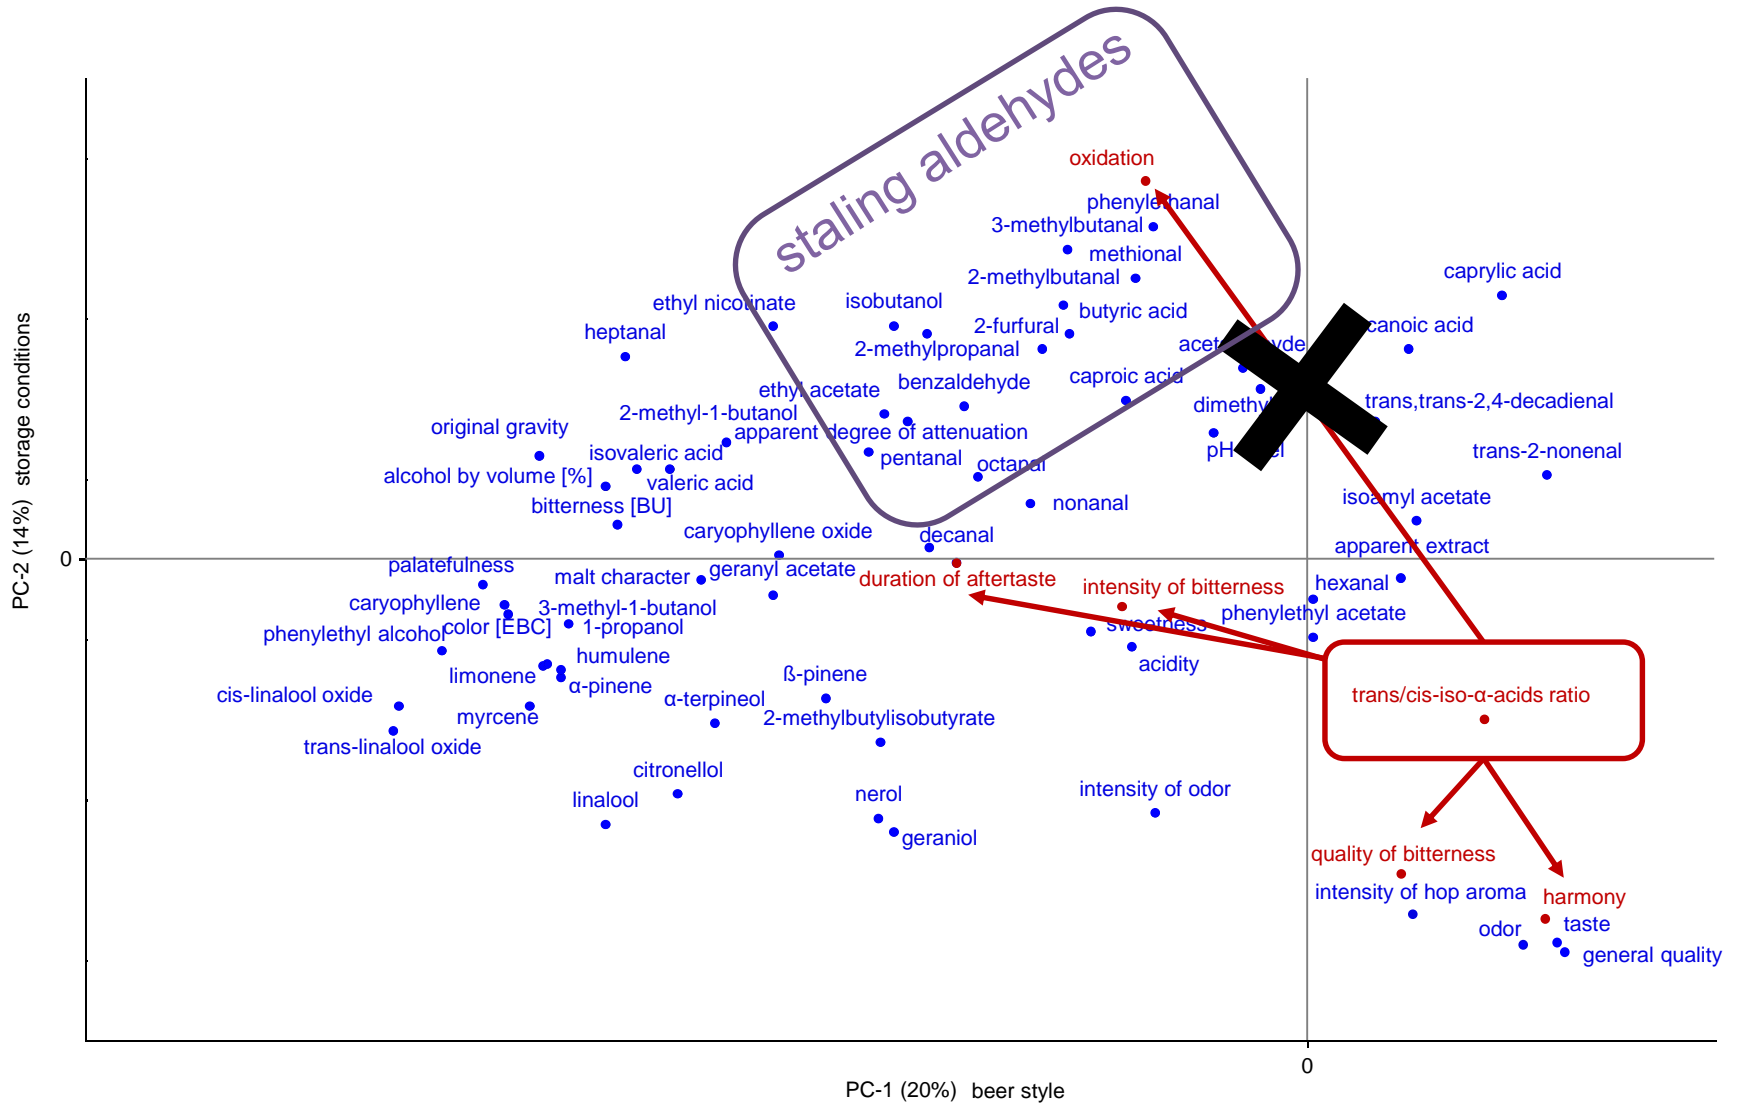 staling aldehydes
oxidation
phenylethanal
3-methylbutanal
methional
2-methylbutanal
caprylic acid
ethyl nicotinate
isobutanol
butyric acid
2-furfural
canoic acid
heptanal
2-methylpropanal
caproic acid
benzaldehyde
ethyl acetate
trans,trans-2,4-decadienal
2-methyl-1-butanol
original gravity
apparent degree of attenuation
isovaleric acid
pentanal
octanal
trans-2-nonenal
alcohol by volume [%]
valeric acid
isoamyl acetate
bitterness [BU]
nonanal
caryophyllene oxide
decanal
apparent extract
0
palatefulness
malt character
geranyl acetate
duration of aftertaste
intensity of bitterness
hexanal
caryophyllene
3-methyl-1-butanol
phenylethyl acetate
color [EBC]
1-propanol
sweetness
phenylethyl alcohol
humulene
acidity
limonene
α-pinene
ß-pinene
cis-linalool oxide
α-terpineol
trans/cis-iso-α-acids ratio
myrcene
2-methylbutylisobutyrate
trans-linalool oxide
citronellol
linalool
nerol
intensity of odor
geraniol
quality of bitterness
intensity of hop aroma
harmony
odor
taste
general quality
0
PC-1 (20%) beer style
PC-2 (14%) storage conditions